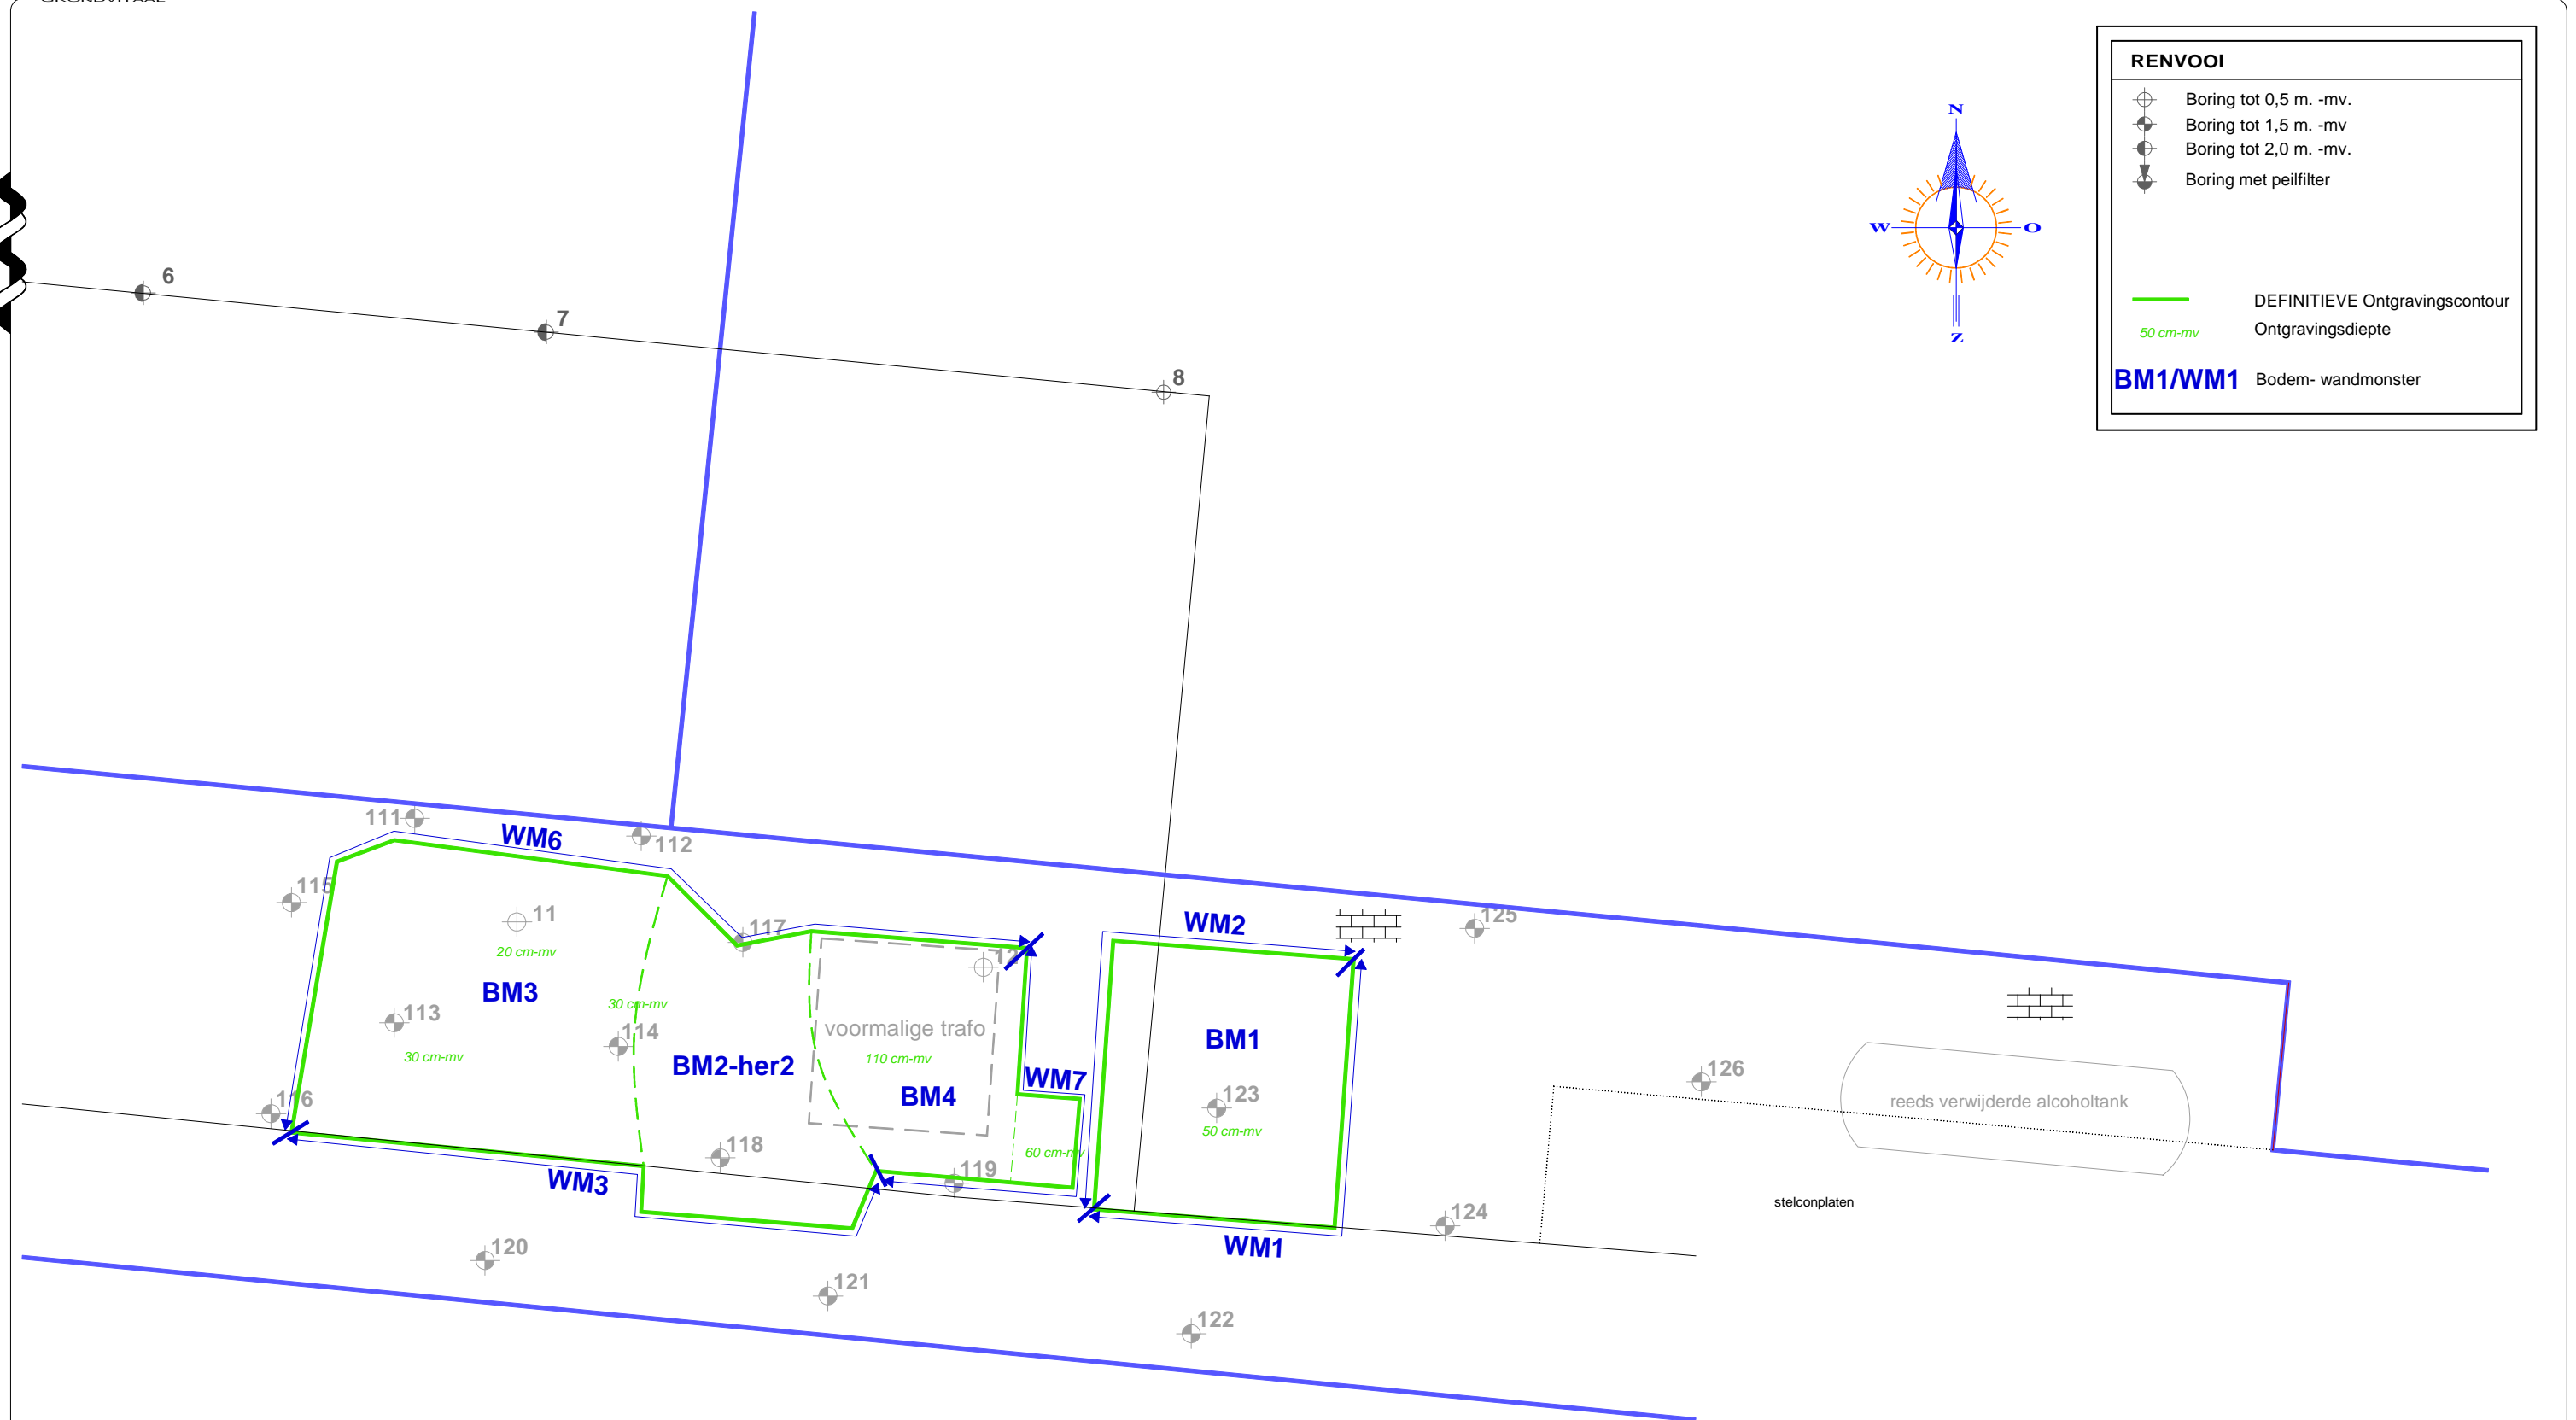 GRONDVITAAL
RENVOOI
Boring tot 0,5 m. -mv.
Boring tot 1,5 m. -mv
Boring tot 2,0 m. -mv.
Boring met peilfilter
DEFINITIEVE Ontgravingscontour
50 cm-mv Ontgravingsdiepte
BM1/WM1 Bodem- wandmonster
N
W O
Z
6
7
8
111
WM6
112
115
11
20 cm-mv
BM3
30 cm-mv
113
30 cm-mv
114
116
WM3
117
12
voormalige trafo
110 cm-mv
BM2-her2
BM4
WM7
118
119
60 cm-mv
WM2
BM1
123
50 cm-mv
WM1
125
126
reeds verwijderde alcoholtank
stelconplaten
124
120
121
122